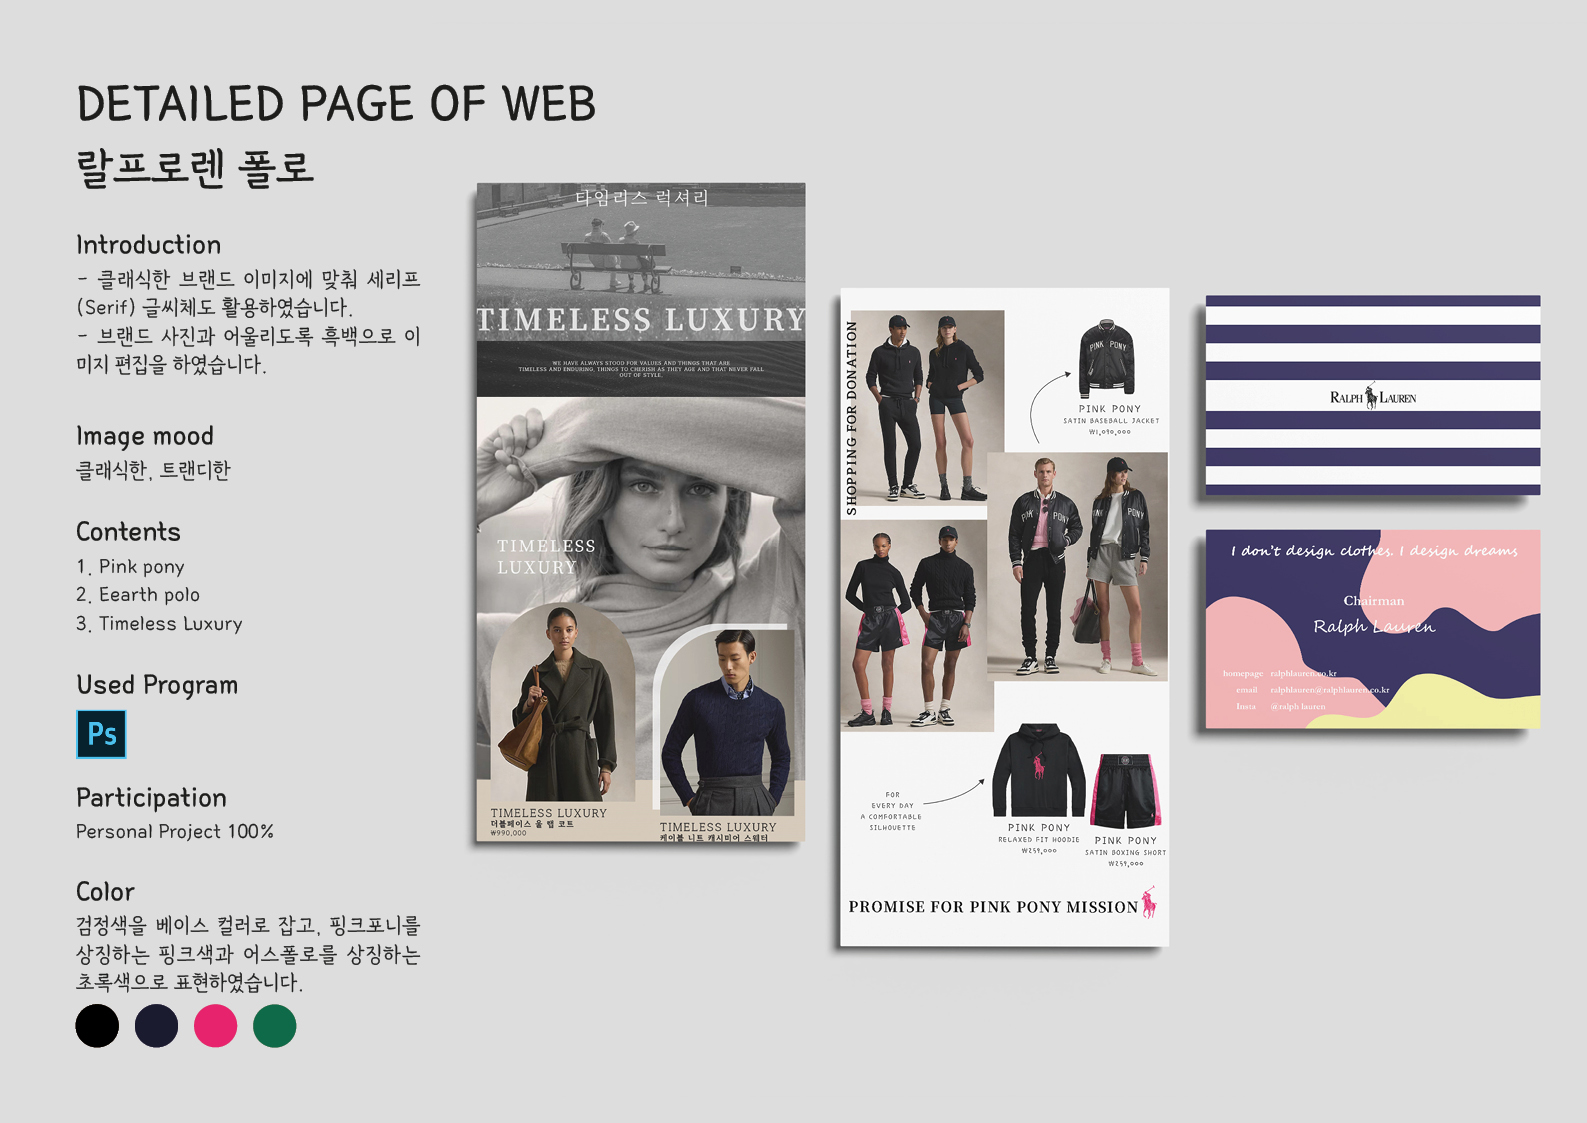 DETAILED PAGE OF WEB
랄프로렌 폴로
Introduction
- 클래식한 브랜드 이미지에 맞춰 세리프
(Serif) 글씨체도 활용하였습니다.
- 브랜드 사진과 어울리도록 흑백으로 이
미지 편집을 하였습니다.
Image mood
클래식한, 트랜디한
Contents
1. Pink pony
2. Eearth polo
3. Timeless Luxury
Used Program
Ps
Participation
Personal Project 100%
Color
검정색을 베이스 컬러로 잡고, 핑크포니를
상징하는 핑크색과 어스폴로를 상징하는
초록색으로 표현하였습니다.
타임리스 럭셔리
TIMELESS LUXURY
WE HAVE ALWAYS STOOD FOR VALUES AND THINGS THAT ARE
TIMELESS AND ENDURING, THINGS TO CHERISH AS THEY AGE AND THAT NEVER FALL
OUT OF STYLE.
TIMELESS
LUXURY
TIMELESS LUXURY
더블페이스 울 랩 코트
₩990,000
TIMELESS LUXURY
케이블 니트 캐시미어 스웨터
SHOPPING FOR DONATION
PINK PONY
PINK PONY
SATIN BASEBALL JACKET
₩1,090,000
PINK PONY
PINK PONY
FOR
EVERY DAY
A COMFORTABLE
SILHOUETTE
PINK PONY
RELAXED FIT HOODIE
₩259,000
PINK PONY
SATIN BOXING SHORT
₩259,000
PROMISE FOR PINK PONY MISSION
RALPH LAUREN
I don't design clothes. I design dreams
Chairman
Ralph Lauren
homepage ralphlauren.co.kr
email ralphlauren@ralphlauren.co.kr
Insta @ralph lauren